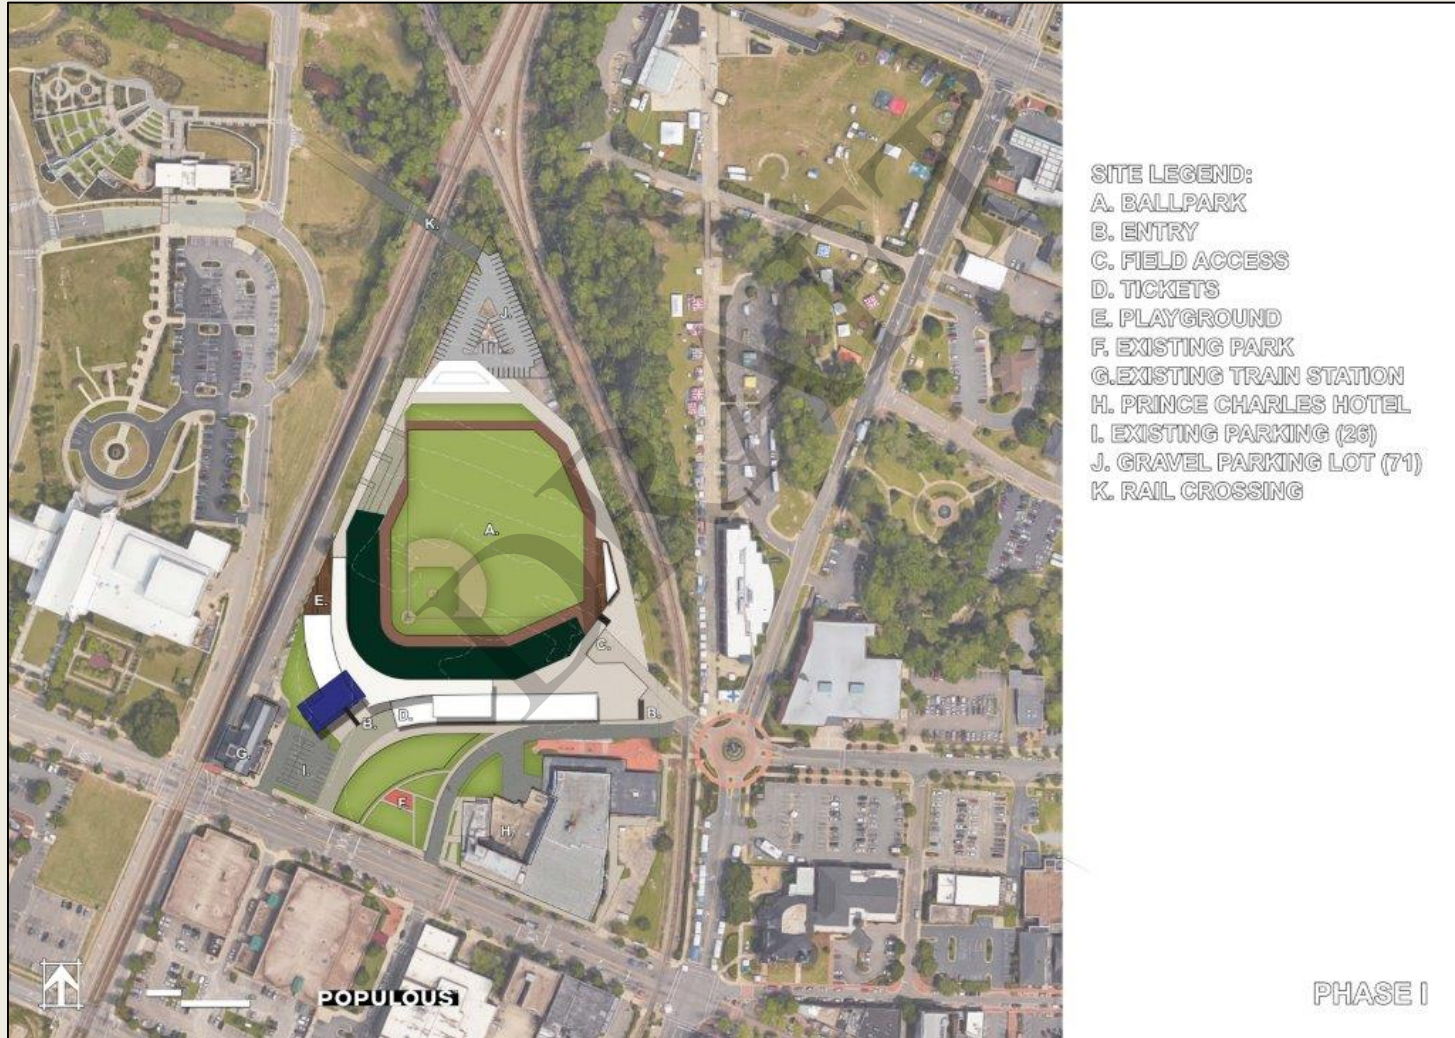 SITE LEGEND:
A. BALLPARK
B. ENTRY
C. FIELD ACCESS
D. TICKETS
E. PLAYGROUND
F. EXISTING PARK
G.EXISTING TRAIN STATION
H. PRINCE CHARLES HOTEL
I. EXISTING PARKING (26)
J. GRAVEL PARKING LOT (71)
K. RAIL CROSSING
K.
J.
A.
E.
C.
B.
D.
B.
G.
I.
F.
H.
DRAFT
POPULOUS
PHASE I